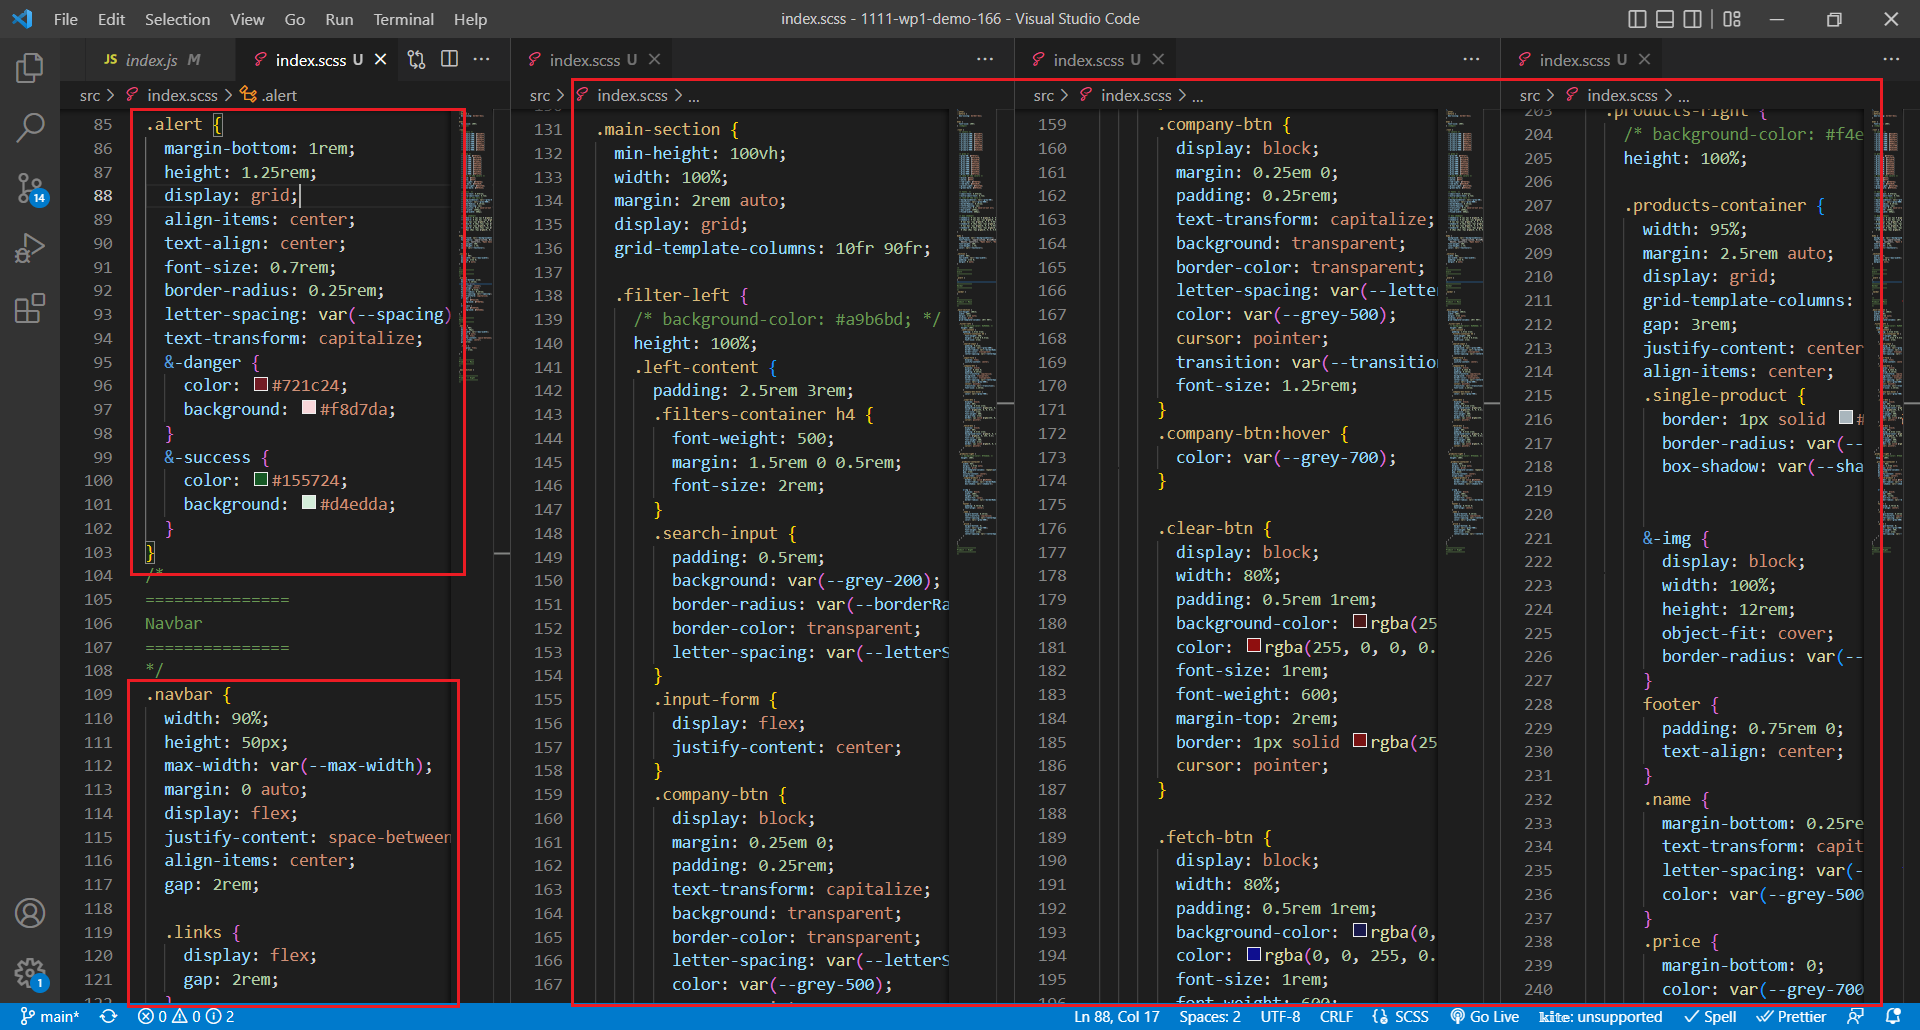 File Edit Selection View Go Run Terminal Help
index.scss - 1111-wp1-demo-166 - Visual Studio Code
JS index.js M
index.scss U
src > index.scss > .alert
85 .alert {
86 margin-bottom: 1rem;
87 height: 1.25rem;
88 display: grid;
89 align-items: center;
90 text-align: center;
91 font-size: 0.7rem;
92 border-radius: 0.25rem;
93 letter-spacing: var(--spacing)
94 text-transform: capitalize;
95 &-danger {
96 color: #721c24;
97 background: #f8d7da;
98 }
99 &-success {
100 color: #155724;
101 background: #d4edda;
102 }
103 }
104 /*
105 ===============
106 Navbar
107 ===============
108 */
109 .navbar {
110 width: 90%;
111 height: 50px;
112 max-width: var(--max-width);
113 margin: 0 auto;
114 display: flex;
115 justify-content: space-between
116 align-items: center;
117 gap: 2rem;
118
119 .links {
120 display: flex;
121 gap: 2rem;
index.scss U
src > index.scss > ...
131 .main-section {
132 min-height: 100vh;
133 width: 100%;
134 margin: 2rem auto;
135 display: grid;
136 grid-template-columns: 10fr 90fr;
137
138 .filter-left {
139 /* background-color: #a9b6bd; */
140 height: 100%;
141 .left-content {
142 padding: 2.5rem 3rem;
143 .filters-container h4 {
144 font-weight: 500;
145 margin: 1.5rem 0 0.5rem;
146 font-size: 2rem;
147 }
148 .search-input {
149 padding: 0.5rem;
150 background: var(--grey-200);
151 border-radius: var(--borderRa
152 border-color: transparent;
153 letter-spacing: var(--letterS
154 }
155 .input-form {
156 display: flex;
157 justify-content: center;
158 }
159 .company-btn {
160 display: block;
161 margin: 0.25em 0;
162 padding: 0.25rem;
163 text-transform: capitalize;
164 background: transparent;
165 border-color: transparent;
166 letter-spacing: var(--letterS
167 color: var(--grey-500);
index.scss U
src > index.scss > ...
159 .company-btn {
160 display: block;
161 margin: 0.25em 0;
162 padding: 0.25rem;
163 text-transform: capitalize;
164 background: transparent;
165 border-color: transparent;
166 letter-spacing: var(--letter
167 color: var(--grey-500);
168 cursor: pointer;
169 transition: var(--transition
170 font-size: 1.25rem;
171 }
172 .company-btn:hover {
173 color: var(--grey-700);
174 }
175
176 .clear-btn {
177 display: block;
178 width: 80%;
179 padding: 0.5rem 1rem;
180 background-color: rgba(25
181 color: rgba(255, 0, 0, 0.
182 font-size: 1rem;
183 font-weight: 600;
184 margin-top: 2rem;
185 border: 1px solid rgba(25
186 cursor: pointer;
187 }
188
189 .fetch-btn {
190 display: block;
191 width: 80%;
192 padding: 0.5rem 1rem;
193 background-color: rgba(0,
194 color: rgba(0, 0, 255, 0.
195 font-size: 1rem;
196 font-weight: 600;
index.scss U
src > index.scss > ...
203 .products-right {
204 /* background-color: #f4e
205 height: 100%;
206
207 .products-container {
208 width: 95%;
209 margin: 2.5rem auto;
210 display: grid;
211 grid-template-columns:
212 gap: 3rem;
213 justify-content: center
214 align-items: center;
215 .single-product {
216 border: 1px solid #
217 border-radius: var(--
218 box-shadow: var(--sha
219
220
221 &-img {
222 display: block;
223 width: 100%;
224 height: 12rem;
225 object-fit: cover;
226 border-radius: var(--
227 }
228 footer {
229 padding: 0.75rem 0;
230 text-align: center;
231 }
232 .name {
233 margin-bottom: 0.25re
234 text-transform: capit
235 letter-spacing: var(-
236 color: var(--grey-500
237 }
238 .price {
239 margin-bottom: 0;
240 color: var(--grey-700
14
1
main* 0 0 2 Ln 88, Col 17 Spaces: 2 UTF-8 CRLF SCSS Go Live kite: unsupported Spell Prettier